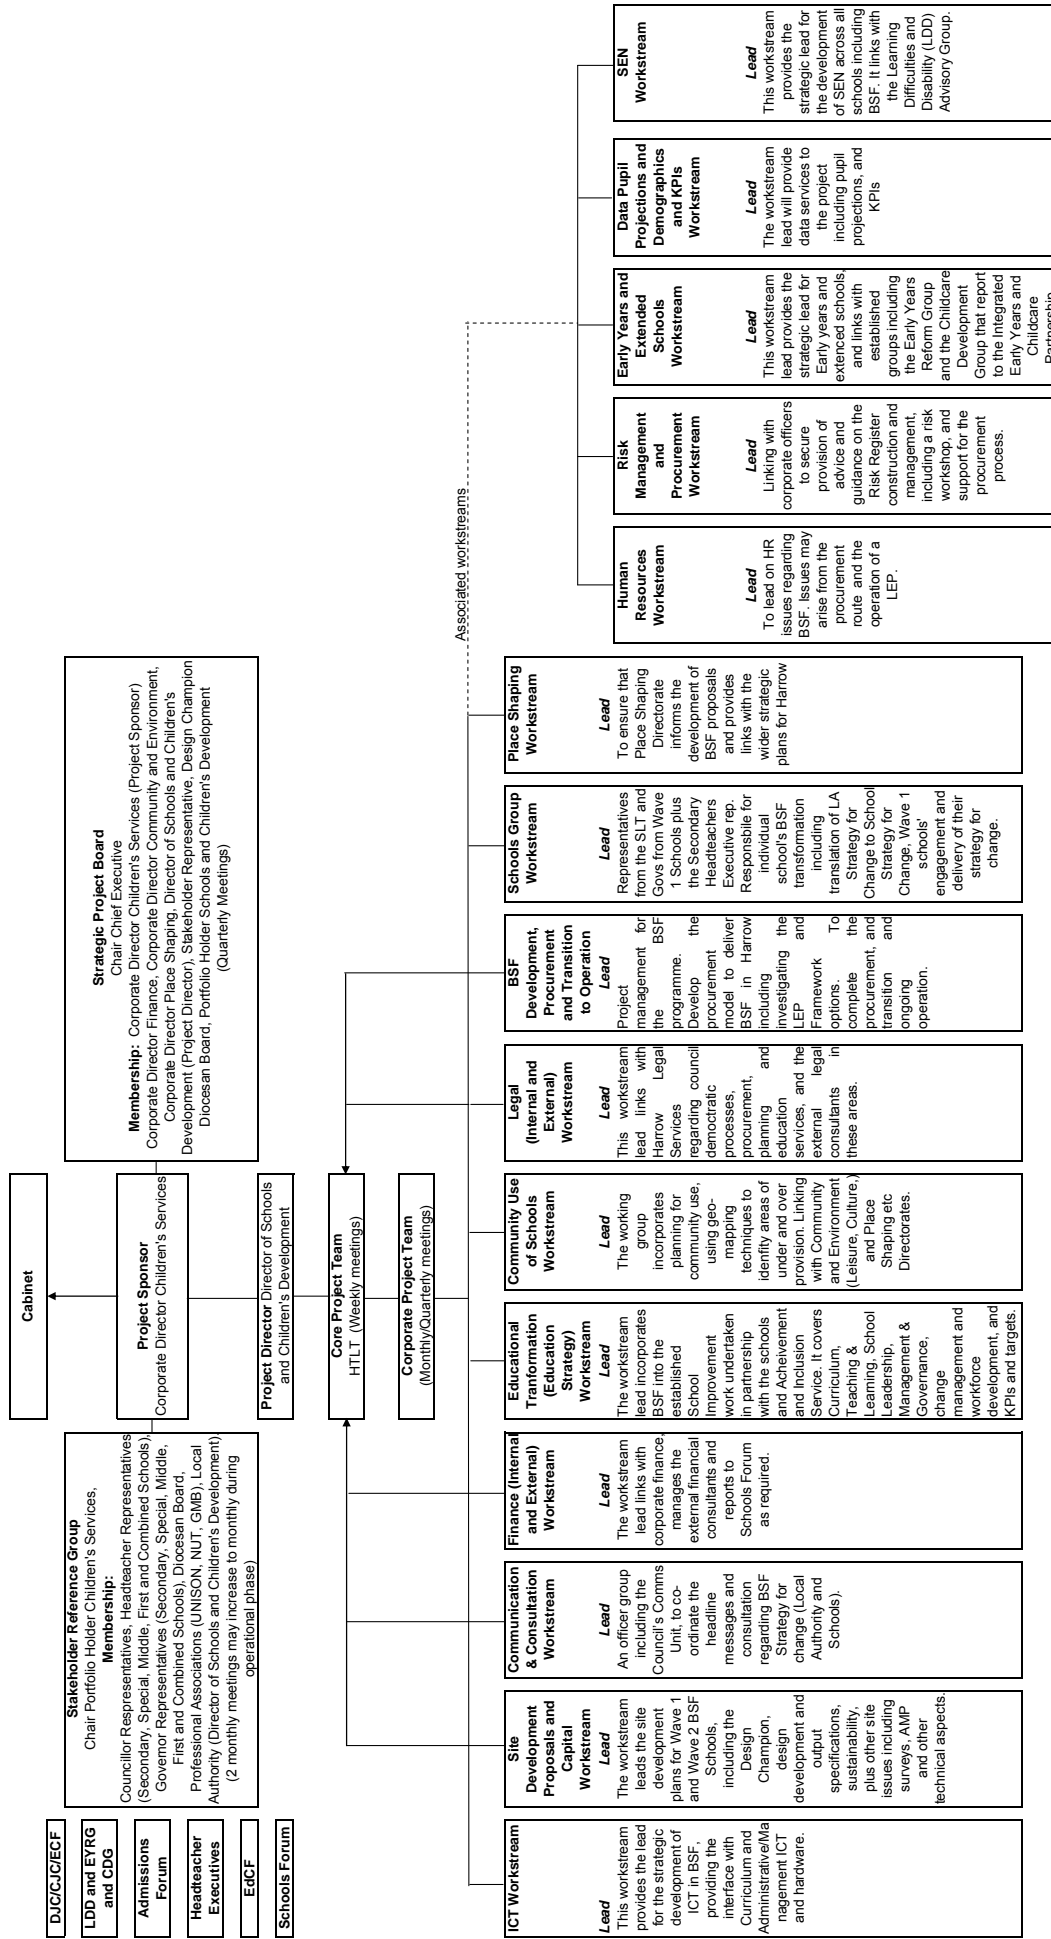 Cabinet
DJC/CJC/ECF
LDD and EYRG
and CDG
Admissions
Forum
Headteacher
Executives
EdCF
Schools Forum
Stakeholder Reference Group
Chair Portfolio Holder Children's Services,
Membership:
Councillor Respresentatives, Headteacher Representatives
(Secondary, Special, Middle, First and Combined Schools),
Governor Representatives (Secondary, Special, Middle,
First and Combined Schools), Diocesan Board,
Professional Associations (UNISON, NUT, GMB), Local
Authority (Director of Schools and Children's Development).
(2 monthly meetings may increase to monthly during
operational phase)
Project Sponsor
Corporate Director Children's Services
Strategic Project Board
Chair Chief Executive
Membership: Corporate Director Children's Services (Project Sponsor)
Corporate Director Finance, Corporate Director Community and Environment,
Corporate Director Place Shaping, Director of Schools and Children's
Development (Project Director), Stakeholder Representative, Design Champion
Diocesan Board, Portfolio Holder Schools and Children's Development
(Quarterly Meetings)
Project Director Director of Schools
and Children's Development
Core Project Team
HTLT (Weekly meetings)
Corporate Project Team
(Monthly/Quarterly meetings)
Associated workstreams
ICT Workstream
Lead
This workstream
provides the lead
for the strategic
development of
ICT in BSF,
providing the
interface with
Curriculum and
Administrative/Ma
nagement ICT
and hardware.
Site
Development
Proposals and
Capital
Workstream
Lead
The workstream
leads the site
development
plans for Wave 1
and Wave 2 BSF
Schools,
including the
Design
Champion,
design
development and
output
specifications,
sustainability,
plus other site
issues including
surveys, AMP
and other
technical aspects.
Communication
& Consultation
Workstream
Lead
An officer group
including the
Council's Comms
Unit, to co-
ordinate the
headline
messages and
consultation
regarding BSF
Strategy for
change (Local
Authority and
Schools).
Finance (Internal
and External)
Workstream
Lead
The workstream
lead links with
corporate finance,
manages the
external financial
consultants and
reports to
Schools Forum
as required.
Educational
Tranformation
(Education
Strategy)
Workstream
Lead
The workstream
lead incorporates
BSF into the
established
School
Improvement
work undertaken
in partnership
with the schools
and Acheivement
and Inclusion
Service. It covers
Curriculum,
Teaching &
Learning, School
Leadership,
Management &
Governance,
change
management and
workforce
development, and
KPIs and targets.
Community Use
of Schools
Workstream
Lead
The working
group
incorporates
planning for
community use,
using geo-
mapping
techniques to
idenfity areas of
under and over
provision. Linking
with Community
and Environment
(Leisure, Culture,)
and Place
Shaping etc
Directorates.
Legal
(Internal and
External)
Workstream
Lead
This workstream
lead links with
Harrow Legal
Services
regarding council
democtratic
processes,
procurement,
planning and
education
services, and the
external legal
consultants in
these areas.
BSF
Development,
Procurement
and Transition
to Operation
Lead
Project
management for
the BSF
programme.
Develop the
procurement
model to deliver
BSF in Harrow
including
investigating the
LEP and
Framework
options. To
complete the
procurement, and
transition and
ongoing
operation.
Schools Group
Workstream
Lead
Representatives
from the SLT and
Govs from Wave
1 Schools plus
the Secondary
Headteachers
Executive rep.
Responsbile for
individual
school's BSF
transfomation
including
translation of LA
Strategy for
Change to School
Strategy for
Change, Wave 1
schools'
engagement and
delivery of their
strategy for
change.
Place Shaping
Workstream
Lead
To ensure that
Place Shaping
Directorate
informs the
development of
BSF proposals
and provides
links with the
wider strategic
plans for Harrow
Human
Resources
Workstream
Lead
To lead on HR
issues regarding
BSF. Issues may
arise from the
procurement
route and the
operation of a
LEP.
Risk
Management
and
Procurement
Workstream
Lead
Linking with
corporate officers
to secure
provision of
advice and
guidance on the
Risk Register
construction and
management,
including a risk
workshop, and
support for the
procurement
process.
Early Years and
Extended
Schools
Workstream
Lead
This workstream
lead provides the
strategic lead for
Early years and
extenced schools,
and links with
established
groups including
the Early Years
Reform Group
and the Childcare
Development
Group that report
to the Integrated
Early Years and
Childcare
Partnership
Data Pupil
Projections and
Demographics
and KPIs
Workstream
Lead
The workstream
lead will provide
data services to
the project
including pupil
projections, and
KPIs
SEN
Workstream
Lead
This workstream
provides the
strategic lead for
the development
of SEN across all
schools including
BSF. It links with
the Learning
Difficulties and
Disability (LDD)
Advisory Group.